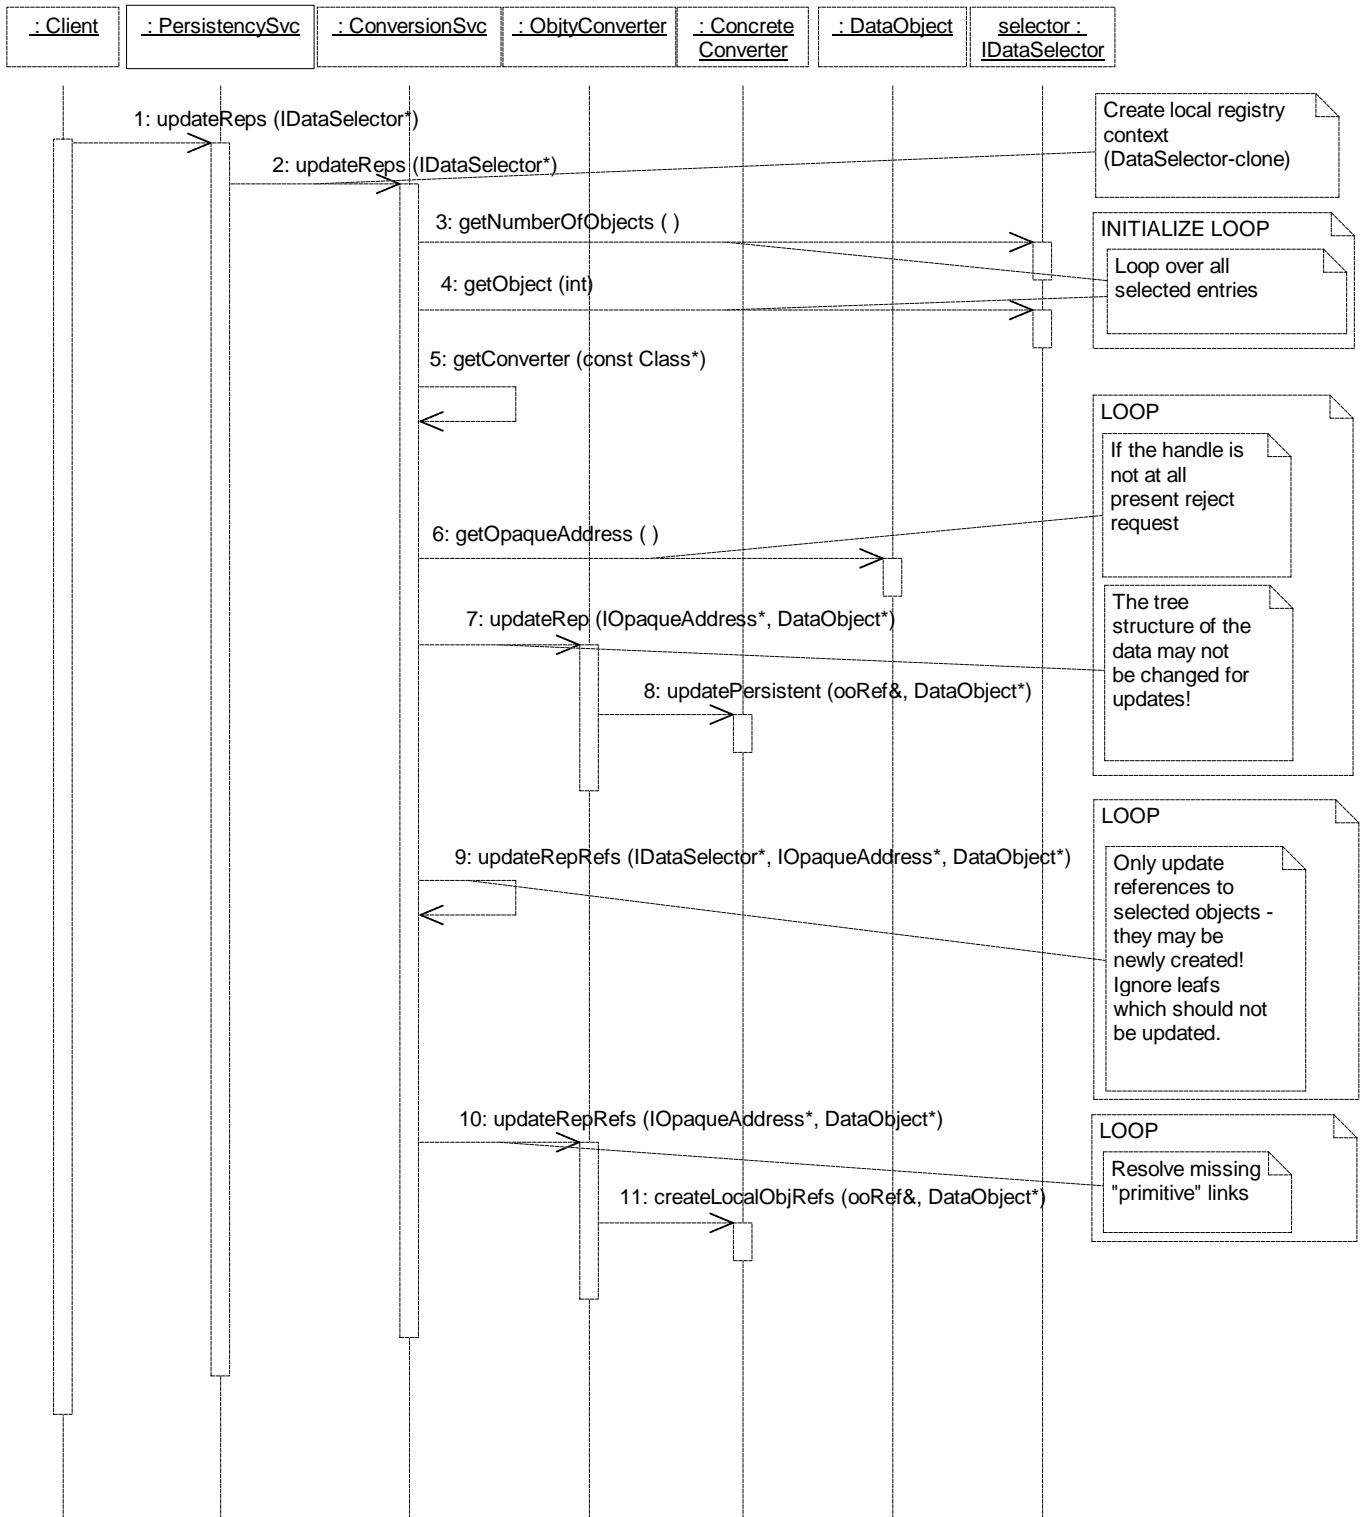 : Client
: PersistencySvc
: ConversionSvc
: ObjtyConverter
: Concrete
Converter
: DataObject
selector :
IDataSelector
1: updateReps (IDataSelector*)
2: updateReps (IDataSelector*)
Create local registry
context
(DataSelector-clone)
3: getNumberOfObjects ( )
INITIALIZE LOOP
Loop over all
selected entries
4: getObject (int)
5: getConverter (const Class*)
LOOP
If the handle is
not at all
present reject
request
6: getOpaqueAddress ( )
The tree
structure of the
data may not
be changed for
updates!
7: updateRep (IOpaqueAddress*, DataObject*)
8: updatePersistent (ooRef&, DataObject*)
LOOP
9: updateRepRefs (IDataSelector*, IOpaqueAddress*, DataObject*)
Only update
references to
selected objects -
they may be
newly created!
Ignore leafs
which should not
be updated.
10: updateRepRefs (IOpaqueAddress*, DataObject*)
LOOP
Resolve missing
"primitive" links
11: createLocalObjRefs (ooRef&, DataObject*)